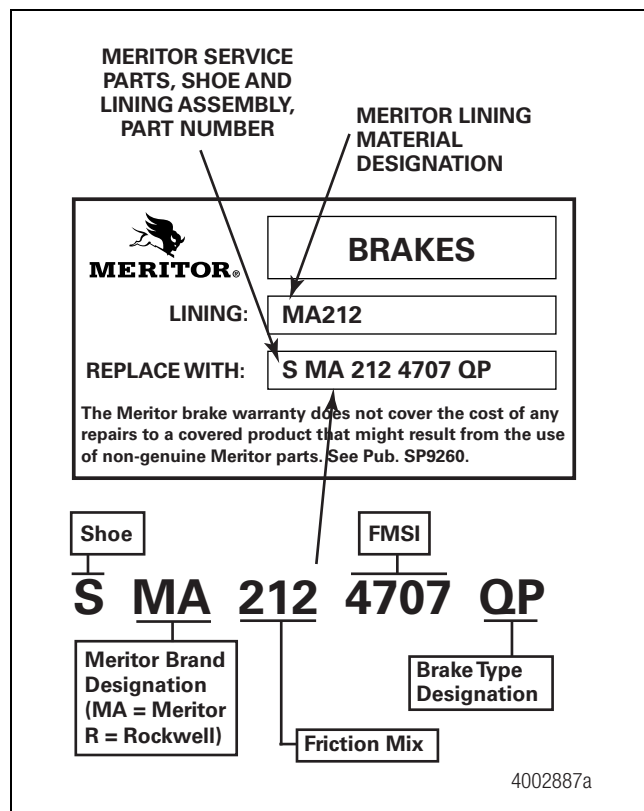 MERITOR SERVICE
PARTS, SHOE AND
LINING ASSEMBLY,
PART NUMBER
MERITOR LINING
MATERIAL
DESIGNATION
MERITOR®
BRAKES
LINING:
MA212
REPLACE WITH:
S MA 212 4707 QP
The Meritor brake warranty does not cover the cost of any
repairs to a covered product that might result from the use
of non-genuine Meritor parts. See Pub. SP9260.
Shoe
FMSI
S MA 212 4707 QP
Meritor Brand
Designation
(MA = Meritor
R = Rockwell)
Friction Mix
Brake Type
Designation
4002887a